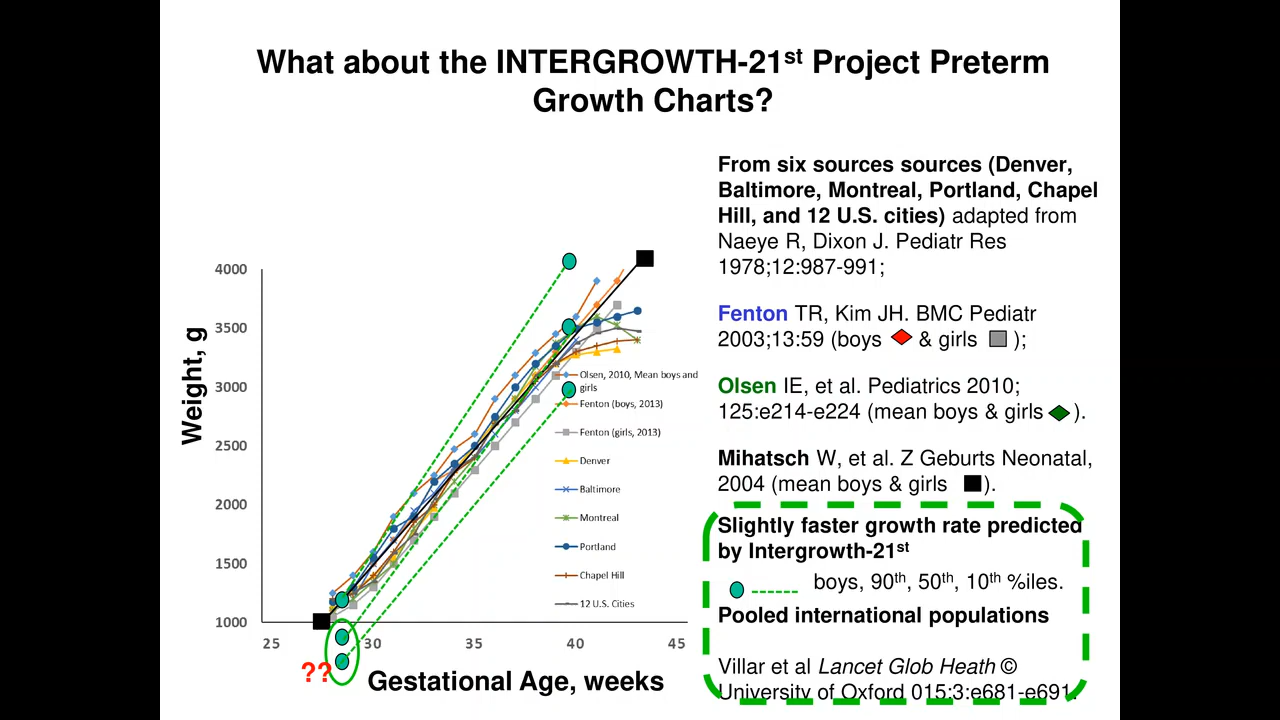 What about the INTERGROWTH-21st Project Preterm
Growth Charts?
From six sources sources (Denver,
Baltimore, Montreal, Portland, Chapel
Hill, and 12 U.S. cities) adapted from
Naeye R, Dixon J. Pediatr Res
1978;12:987-991;
Fenton TR, Kim JH. BMC Pediatr
2003;13:59 (boys & girls );
Olsen IE, et al. Pediatrics 2010;
125:e214-e224 (mean boys & girls ).
Mihatsch W, et al. Z Geburts Neonatal,
2004 (mean boys & girls ).
Slightly faster growth rate predicted
by Intergrowth-21st
boys, 90th, 50th, 10th %iles.
Pooled international populations
Villar et al Lancet Glob Heath ©
University of Oxford 015;3:e681-e691.
Weight, g
4000
3500
3000
2500
2000
1500
1000
25
30
35
40
45
??
Gestational Age, weeks
Olsen, 2010, Mean boys and
girls
Fenton (boys, 2013)
Fenton (girls, 2013)
Denver
Baltimore
Montreal
Portland
Chapel Hill
12 U.S. Cities